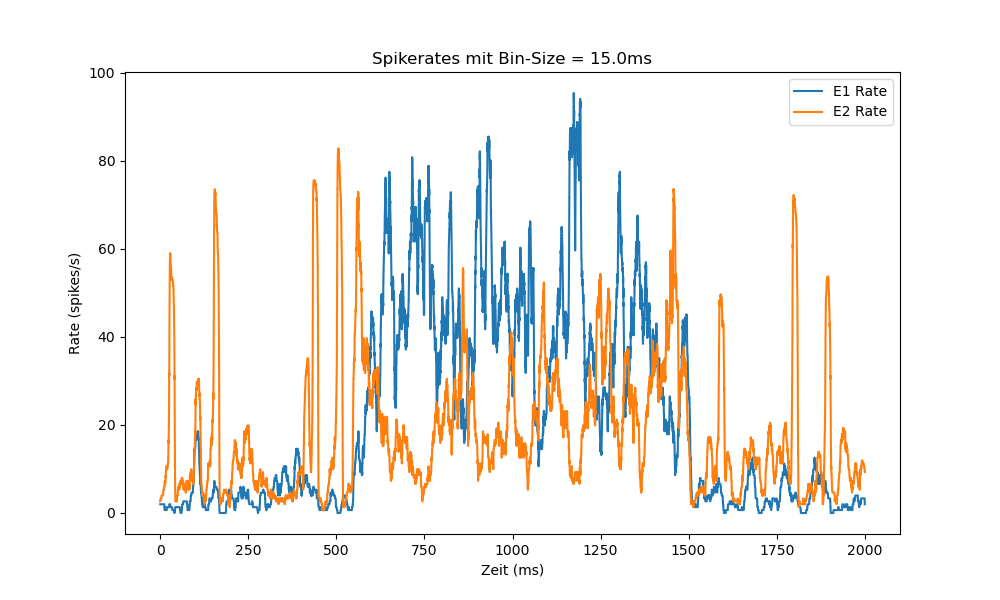 Spikerates mit Bin-Size = 15.0ms
E1 Rate
E2 Rate
Rate (spikes/s)
100
80
60
40
20
0
0 250 500 750 1000 1250 1500 1750 2000
Zeit (ms)